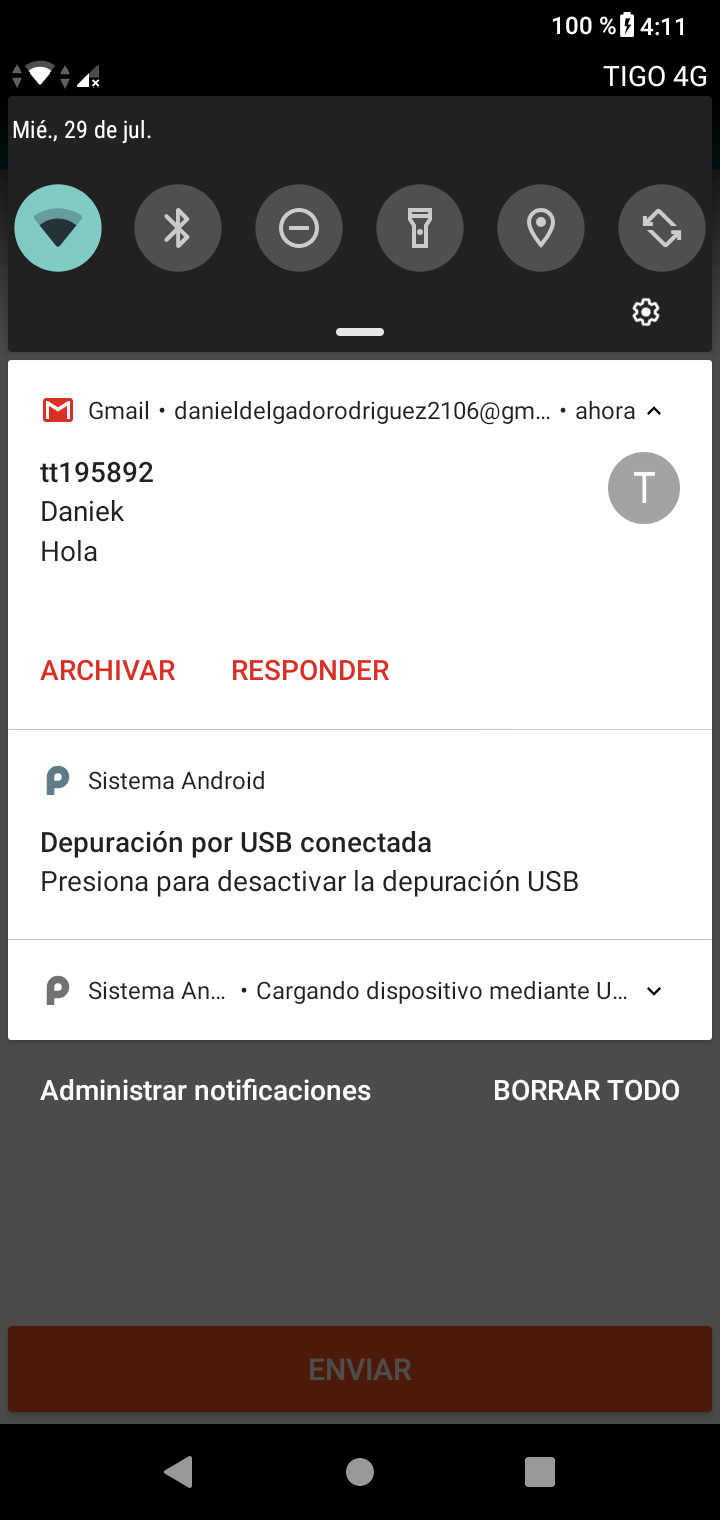 100 % 4:11
TIGO 4G
Mié., 29 de jul.
Gmail • danieldelgadorodriguez2106@gm… • ahora
tt195892
T
Daniek
Hola
ARCHIVAR RESPONDER
Sistema Android
Depuración por USB conectada
Presiona para desactivar la depuración USB
Sistema An… • Cargando dispositivo mediante U…
Administrar notificaciones BORRAR TODO
ENVIAR